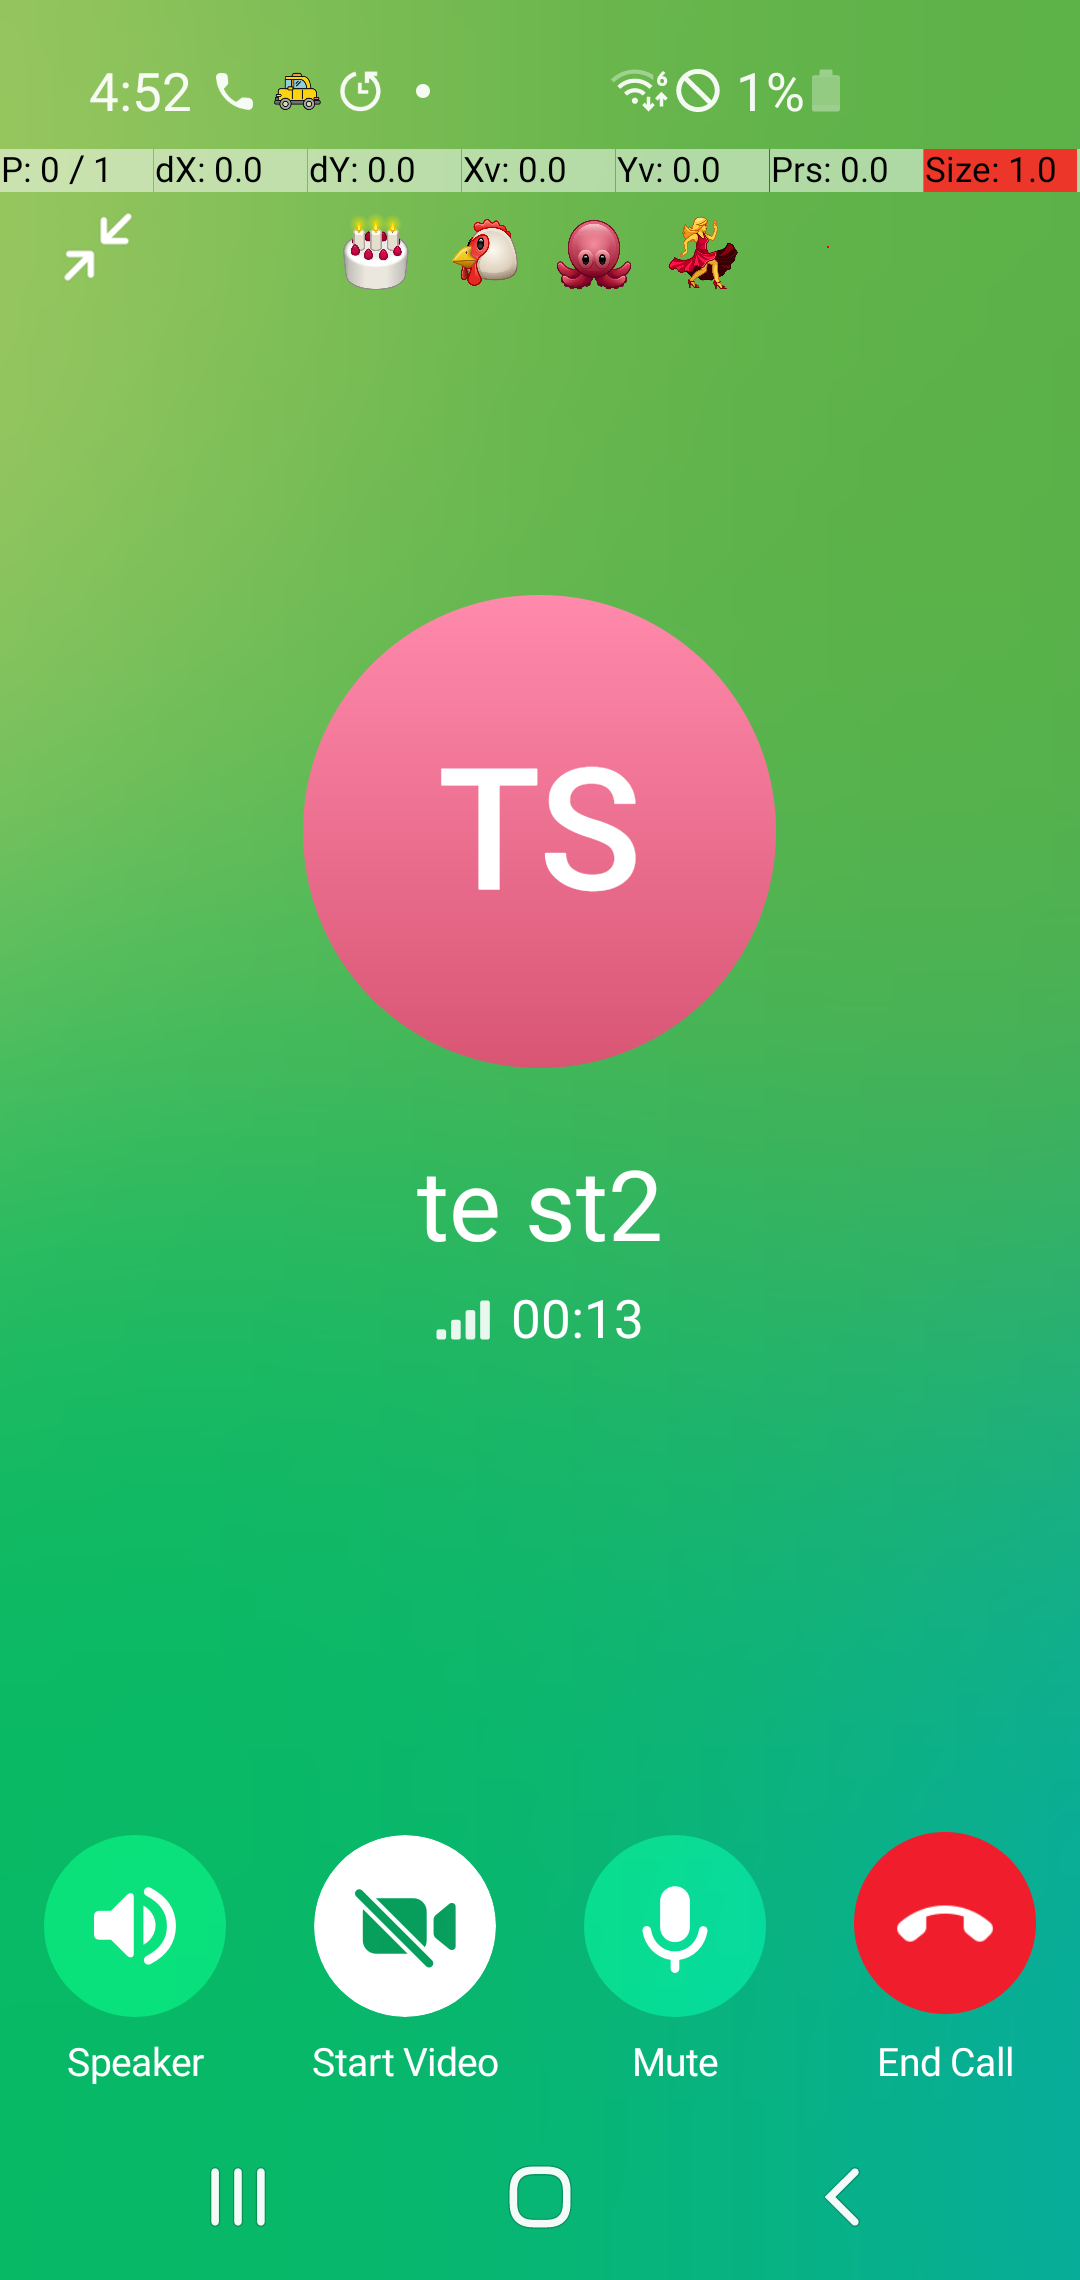 4:52 6 1%
P: 0 / 1 dX: 0.0 dY: 0.0 Xv: 0.0 Yv: 0.0 Prs: 0.0 Size: 1.0
TS
te st2
00:13
Speaker Start Video Mute End Call